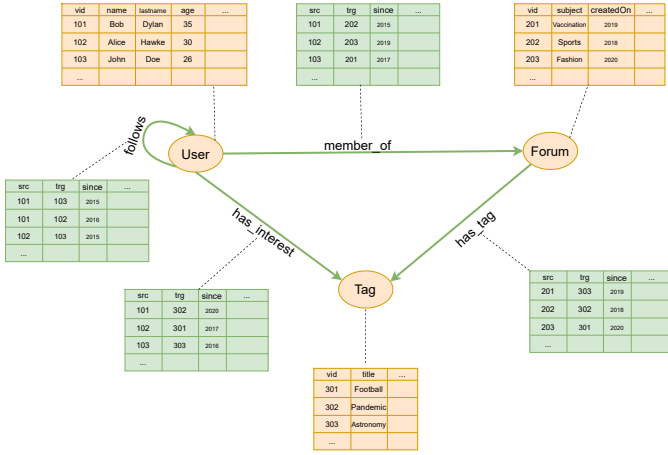 vid name lastname age ...
101 Bob Dylan 35
102 Alice Hawke 30
103 John Doe 26
...
src trg since ...
101 202 2015
102 203 2019
103 201 2017
...
vid subject createdOn ...
201 Vaccination 2019
202 Sports 2018
203 Fashion 2020
...
follows
User
member_of
Forum
src trg since ...
101 103 2015
101 102 2016
102 103 2015
...
has_interest
has_tag
Tag
src trg since ...
101 302 2020
102 301 2017
103 303 2016
...
src trg since ...
201 303 2019
202 302 2018
203 301 2020
...
vid title ...
301 Football
302 Pandemic
303 Astronomy
...